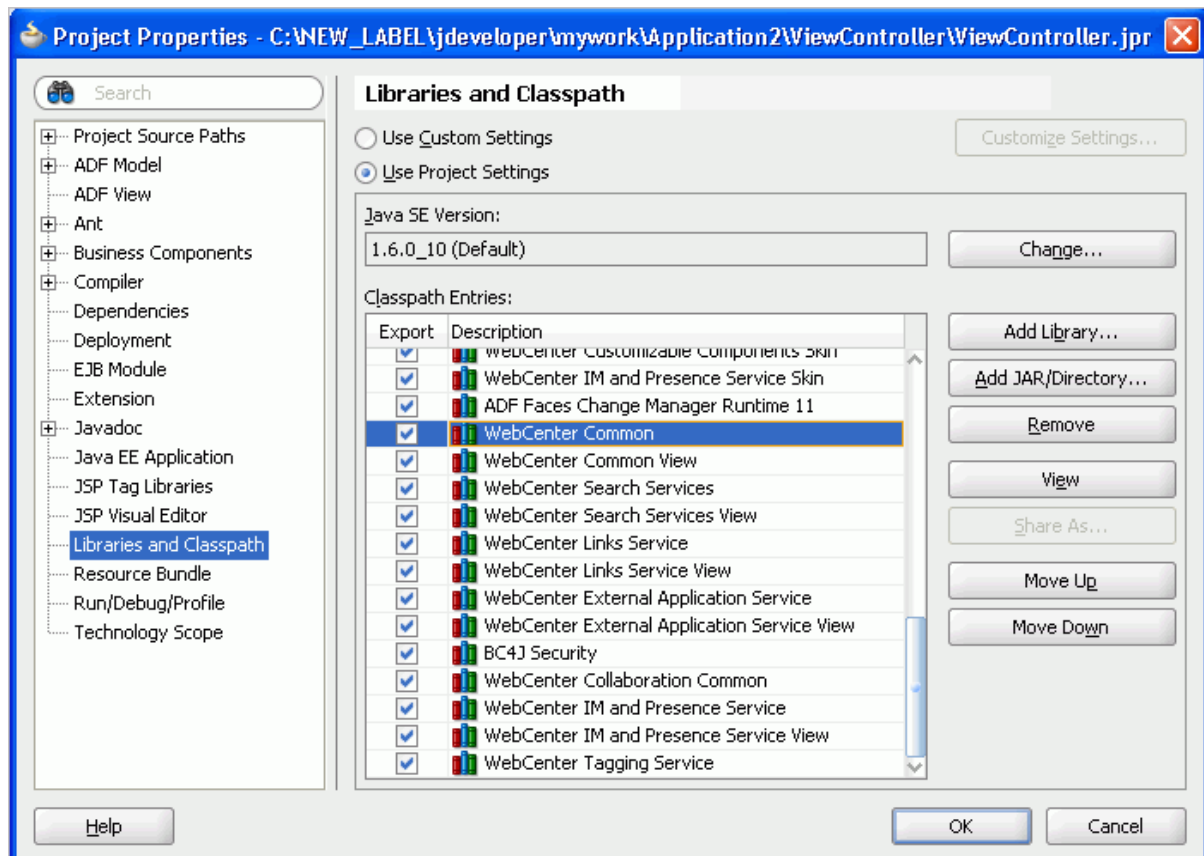 Project Properties - C:\NEW_LABEL\jdeveloper\mywork\Application2\ViewController\ViewController.jpr
Search
Project Source Paths
ADF Model
ADF View
Ant
Business Components
Compiler
Dependencies
Deployment
EJB Module
Extension
Javadoc
Java EE Application
JSP Tag Libraries
JSP Visual Editor
Libraries and Classpath
Resource Bundle
Run/Debug/Profile
Technology Scope
Libraries and Classpath
Use Custom Settings
Customize Settings...
Use Project Settings
Java SE Version:
1.6.0_10 (Default)
Change...
Classpath Entries:
Export Description
WebCenter Customizable Components Skin
WebCenter IM and Presence Service Skin
ADF Faces Change Manager Runtime 11
WebCenter Common
WebCenter Common View
WebCenter Search Services
WebCenter Search Services View
WebCenter Links Service
WebCenter Links Service View
WebCenter External Application Service
WebCenter External Application Service View
BC4J Security
WebCenter Collaboration Common
WebCenter IM and Presence Service
WebCenter IM and Presence Service View
WebCenter Tagging Service
Add Library...
Add JAR/Directory...
Remove
View
Share As...
Move Up
Move Down
Help
OK
Cancel